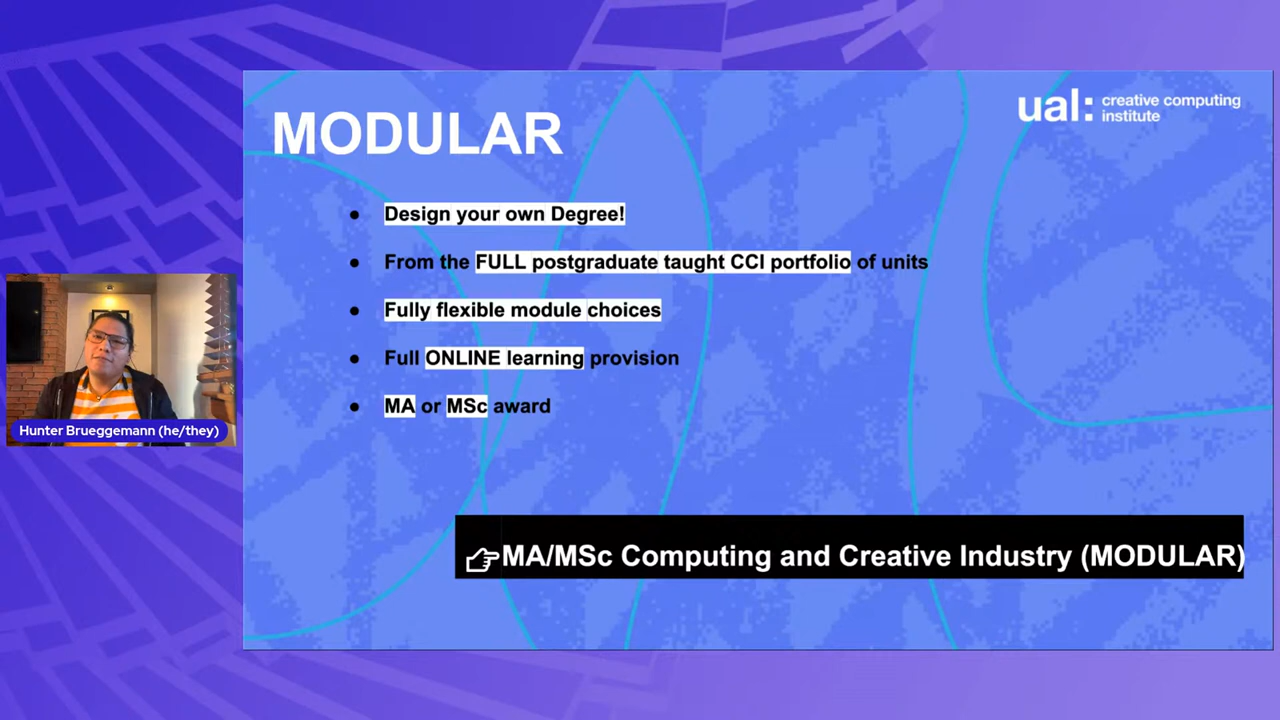 MODULAR
ual: creative computing
institute
● Design your own Degree!
● From the FULL postgraduate taught CCI portfolio of units
● Fully flexible module choices
● Full ONLINE learning provision
● MA or MSc award
Hunter Brueggemann (he/they)
👉MA/MSc Computing and Creative Industry (MODULAR)